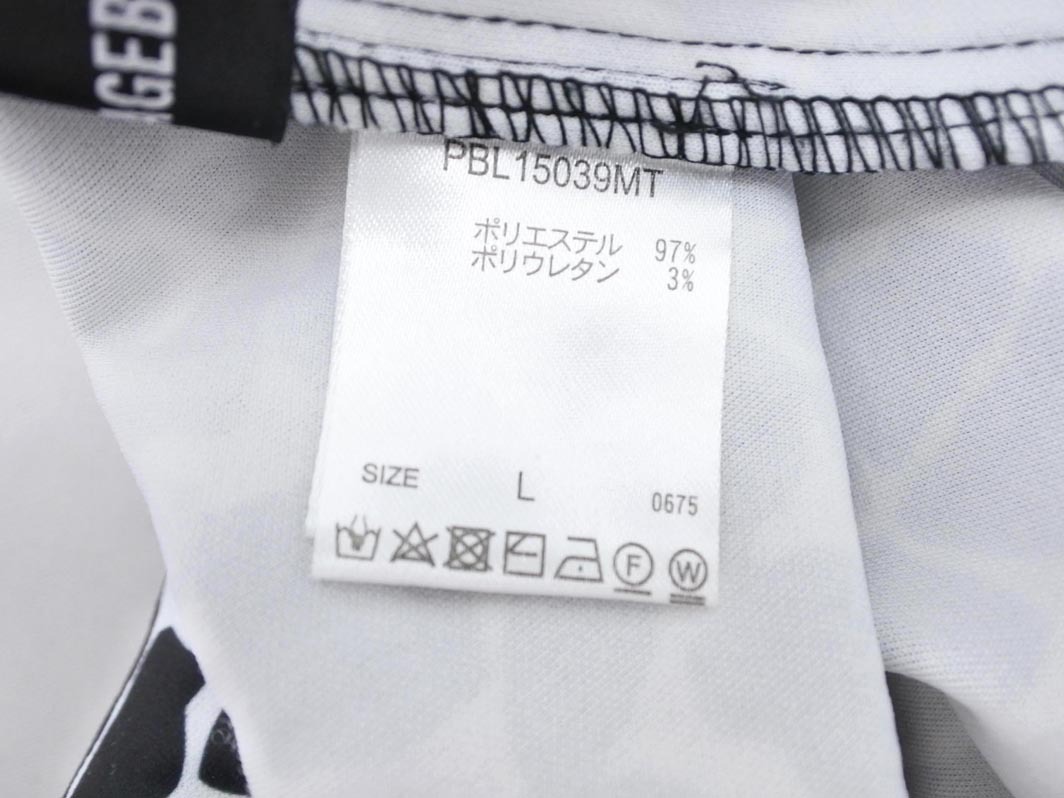 PBL15039MT
ポリエステル 97%
ポリウレタン 3%
SIZE L 0675
F W